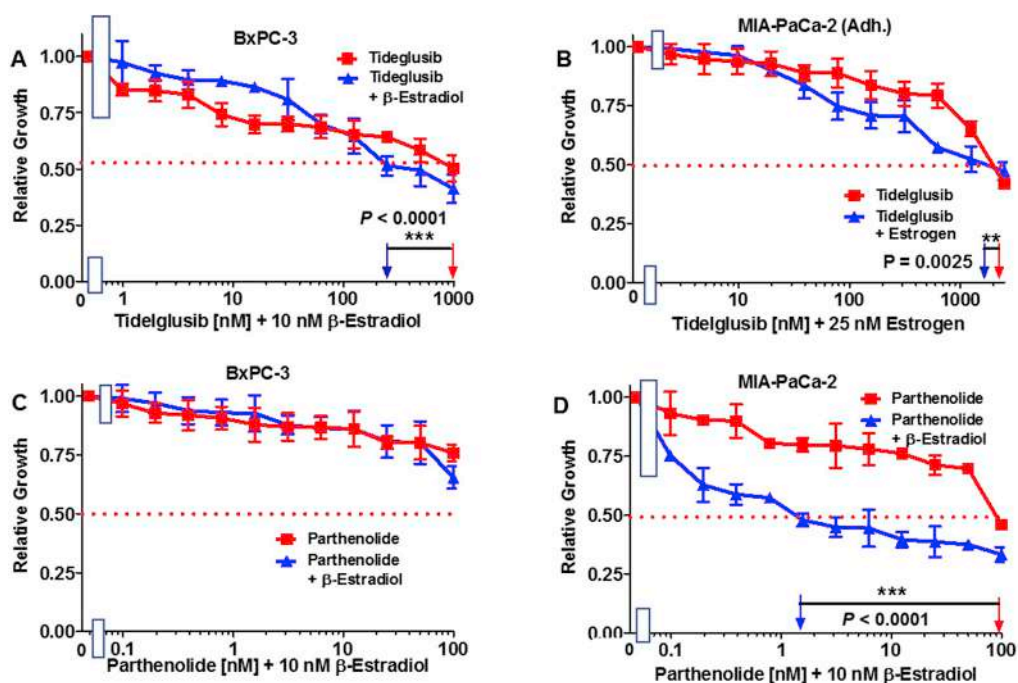 A
BxPC-3
Tideglusib
Tideglusib
+ β-Estradiol
Relative Growth
1.00
0.75
0.50
0.25
0.00
P < 0.0001
***
0 1 10 100 1000
Tidelglusib [nM] + 10 nM β-Estradiol
B
MIA-PaCa-2 (Adh.)
Relative Growth
1.00
0.75
0.50
0.25
0.00
Tidelglusib
Tidelglusib
+ Estrogen
**
P = 0.0025
0 10 100 1000
Tidelglusib [nM] + 25 nM Estrogen
C
BxPC-3
Relative Growth
1.00
0.75
0.50
0.25
0.00
Parthenolide
Parthenolide
+ β-Estradiol
0 0.1 1 10 100
Parthenolide [nM] + 10 nM β-Estradiol
D
MIA-PaCa-2
Parthenolide
Parthenolide
+ β-Estradiol
Relative Growth
1.00
0.75
0.50
0.25
0.00
***
P < 0.0001
0 0.1 1 10 100
Parthenolide [nM] + 10 nM β-Estradiol